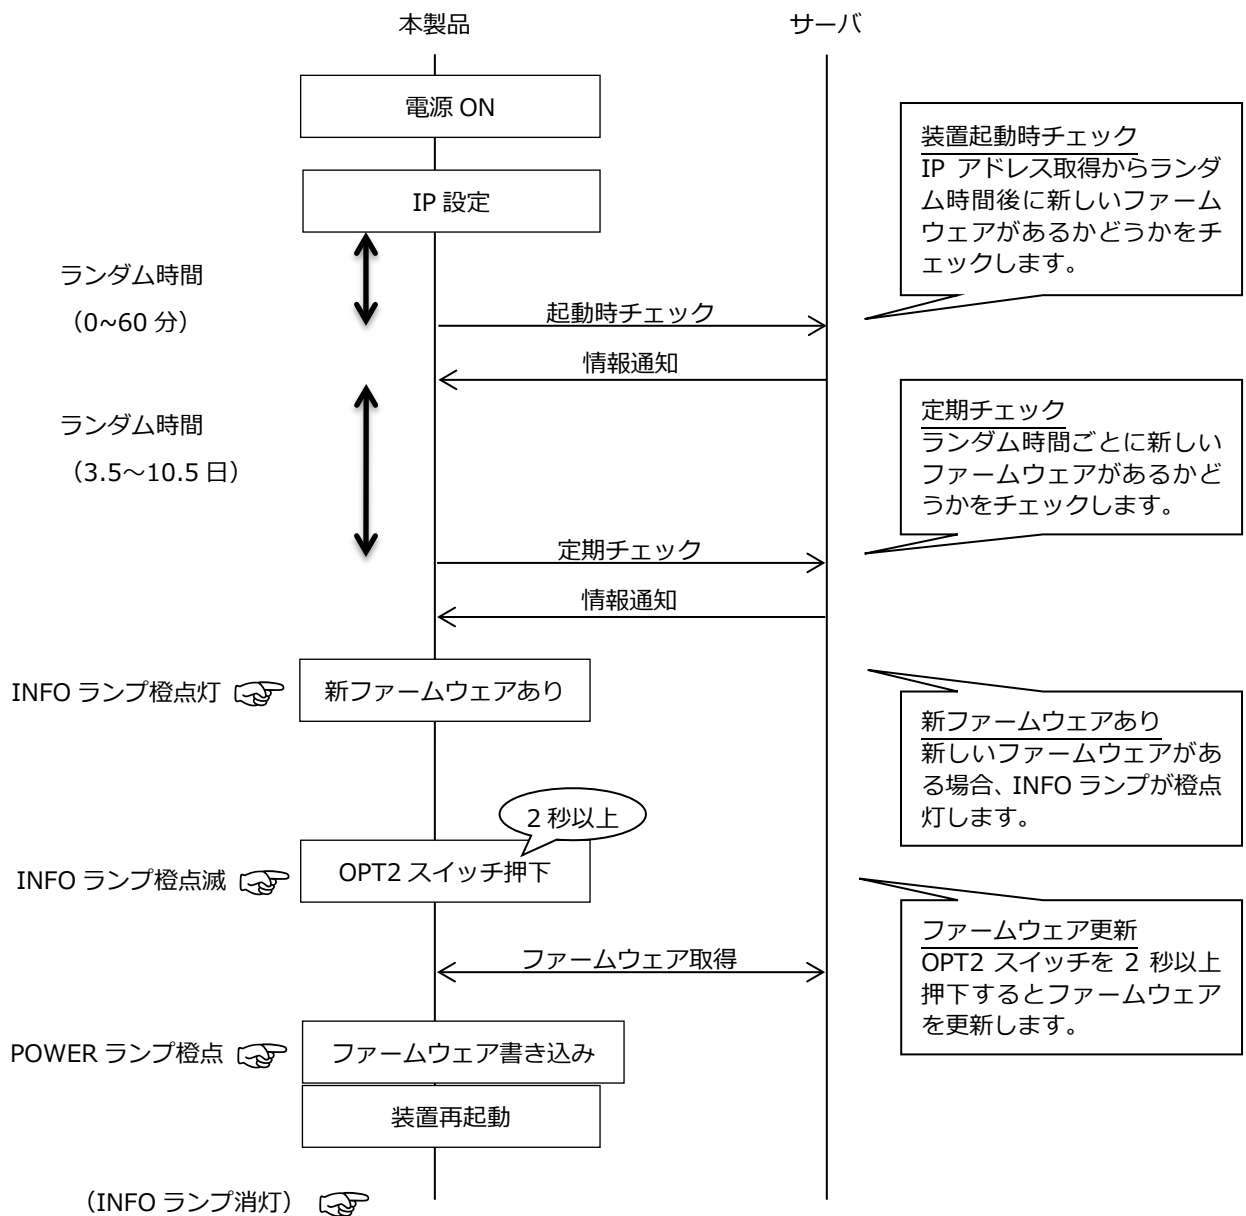 本製品
サーバ
電源 ON
装置起動時チェック
IP アドレス取得からランダ
ム時間後に新しいファーム
ウェアがあるかどうかをチ
ェックします。
IP 設定
ランダム時間
（0~60 分）
起動時チェック
情報通知
定期チェック
ランダム時間ごとに新しい
ファームウェアがあるかど
うかをチェックします。
ランダム時間
（3.5～10.5 日）
定期チェック
情報通知
INFO ランプ橙点灯 ☞
新ファームウェアあり
新ファームウェアあり
新しいファームウェアがあ
る場合、INFO ランプが橙点
灯します。
2 秒以上
INFO ランプ橙点滅 ☞
OPT2 スイッチ押下
ファームウェア更新
OPT2 スイッチを 2 秒以上
押下するとファームウェア
を更新します。
ファームウェア取得
POWER ランプ橙点 ☞
ファームウェア書き込み
装置再起動
（INFO ランプ消灯） ☞